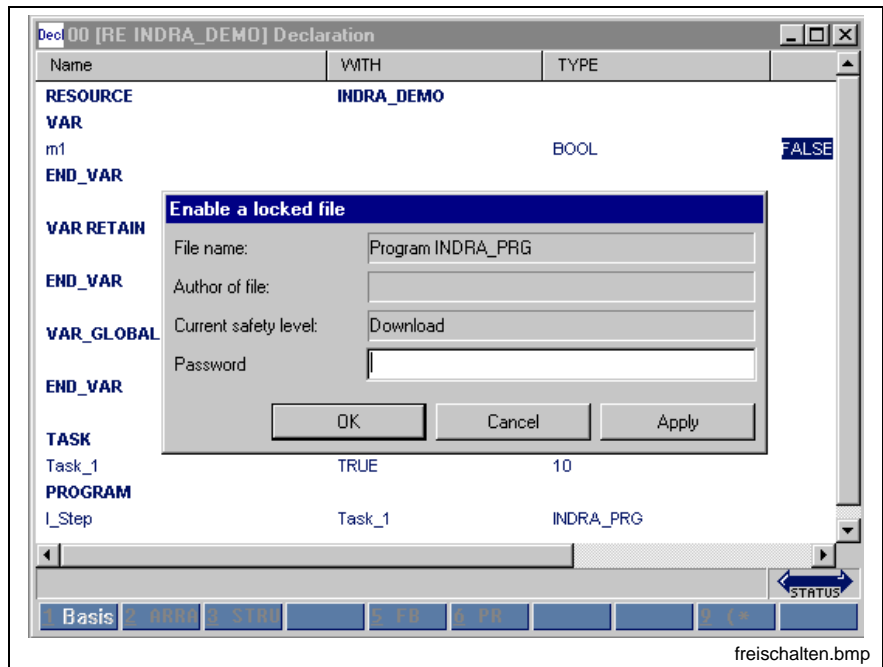 Decl 00 [RE INDRA_DEMO] Declaration
Name WITH TYPE
RESOURCE INDRA_DEMO
VAR
m1 BOOL FALSE
END_VAR
Enable a locked file
VAR RETAIN
File name: Program INDRA_PRG
END_VAR
Author of file:
Current safety level: Download
VAR_GLOBAL
Password
END_VAR
OK Cancel Apply
TASK
Task_1 TRUE 10
PROGRAM
I_Step Task_1 INDRA_PRG
STATUS
1 Basis 2 ARRA 3 STRU 5 FB 6 PR 9 (*
freischalten.bmp